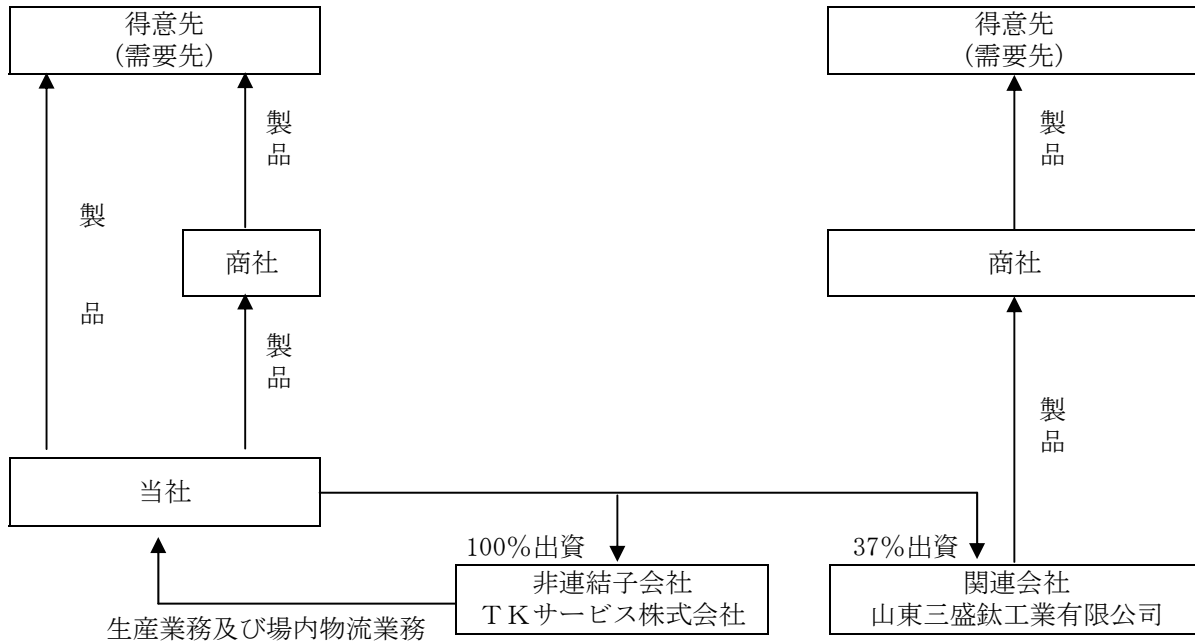 得意先
(需要先)
得意先
(需要先)
製品
製品
製品
商社
商社
製品
製品
当社
100%出資
37%出資
非連結子会社
TKサービス株式会社
関連会社
山東三盛鈦工業有限公司
生産業務及び場内物流業務